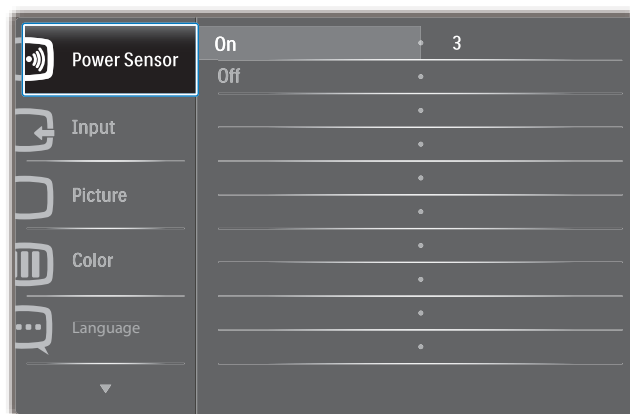 Power Sensor
On 3
Off
Input
Picture
Color
Language